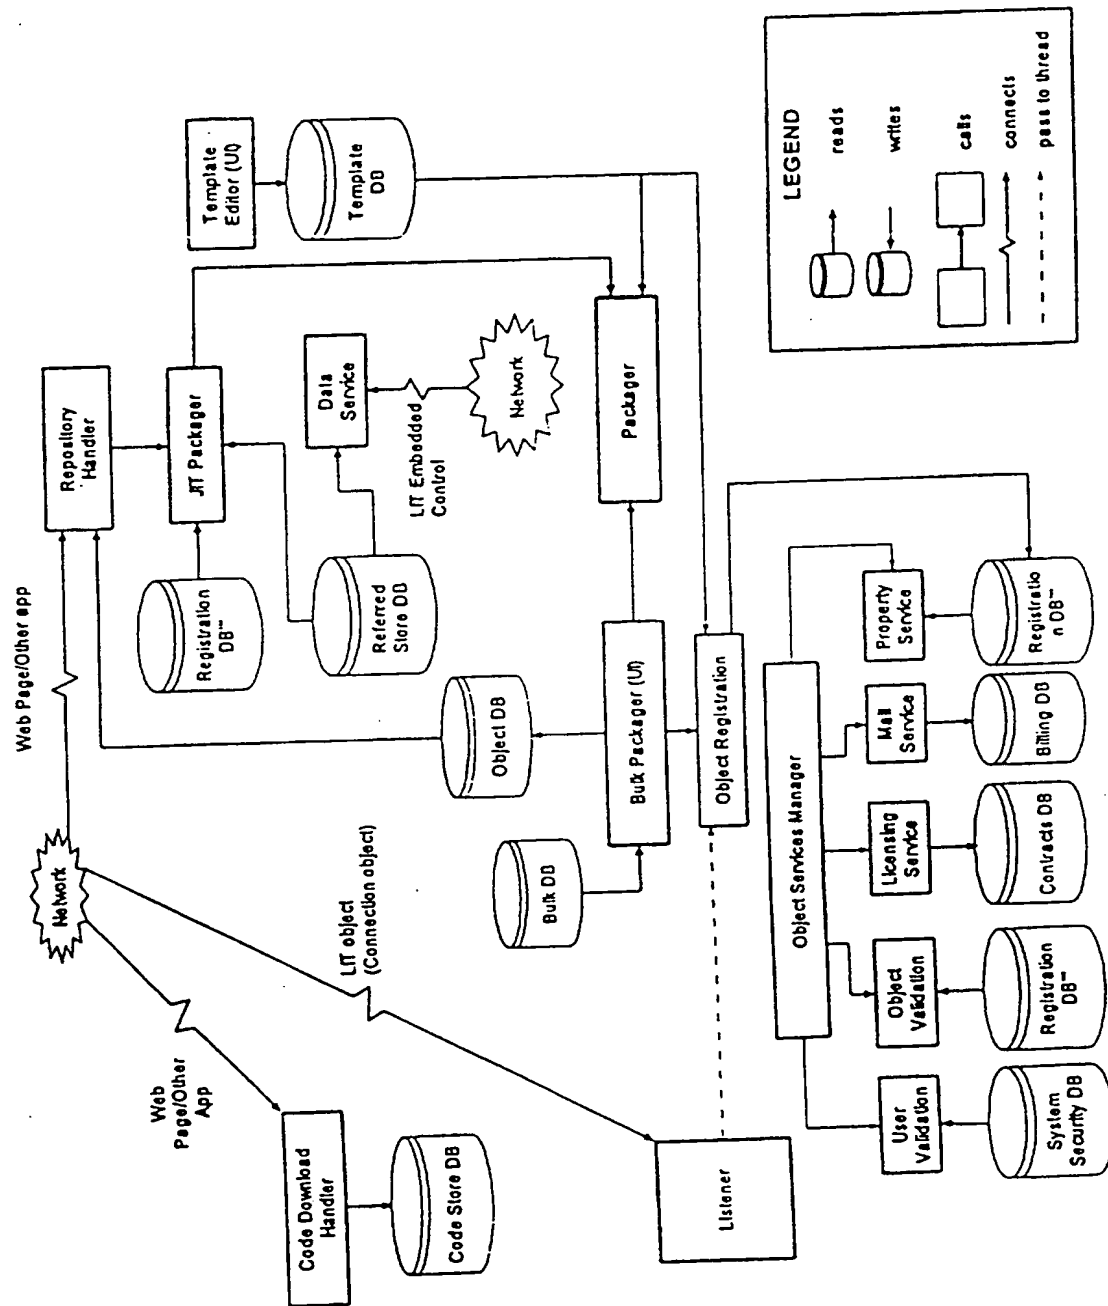 Web Page/Other app
Network
Repository
Handler
Template
Editor (UI)
Web
Page/Other
App
JIT Packager
Registration
DB™
Template
DB
Code Download
Handler
LIT object
(Connection object)
Data
Service
Referred
Store DB
LIT Embedded
Control
Code Store DB
Object DB
Network
Bulk DB
Bulk Packager (UI)
Packager
Listener
Object Registration
Object Services Manager
User
Validation
Object
Validation
Licensing
Service
Mail
Service
Property
Service
System
Security DB
Registration
DB™
Contracts DB
Billing DB
Registratio
n DB™
LEGEND
reads
writes
calls
connects
pass to thread